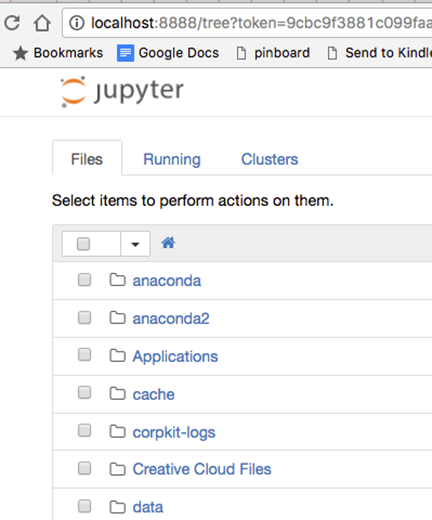 localhost:8888/tree?token=9cbc9f3881c099faa
Bookmarks Google Docs pinboard Send to Kindle
jupyter
Files Running Clusters
Select items to perform actions on them.
anaconda
anaconda2
Applications
cache
corpkit-logs
Creative Cloud Files
data